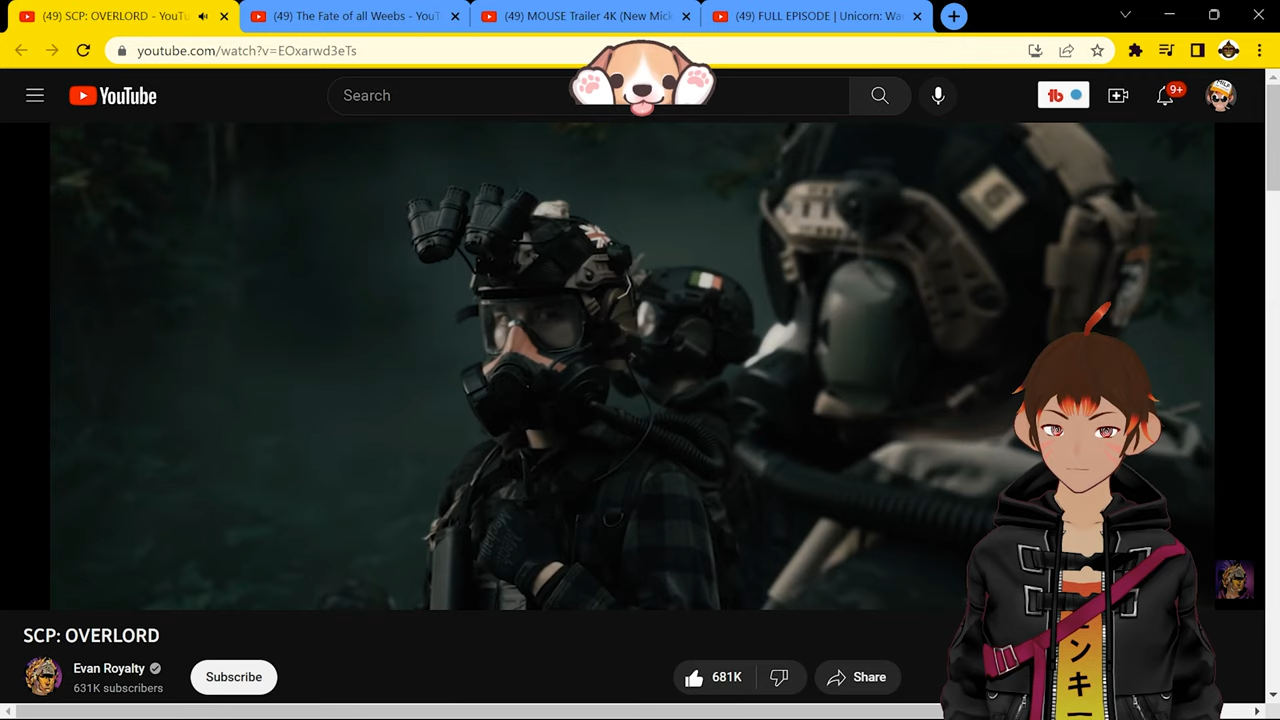 (49) SCP: OVERLORD - YouTu
(49) The Fate of all Weebs - YouT
(49) MOUSE Trailer 4K (New Mick
(49) FULL EPISODE | Unicorn: Wa
youtube.com/watch?v=EOxarwd3eTs
YouTube
Search
tb
9+
SCP: OVERLORD
Evan Royalty
631K subscribers
Subscribe
681K
Share
ン
キ
ー